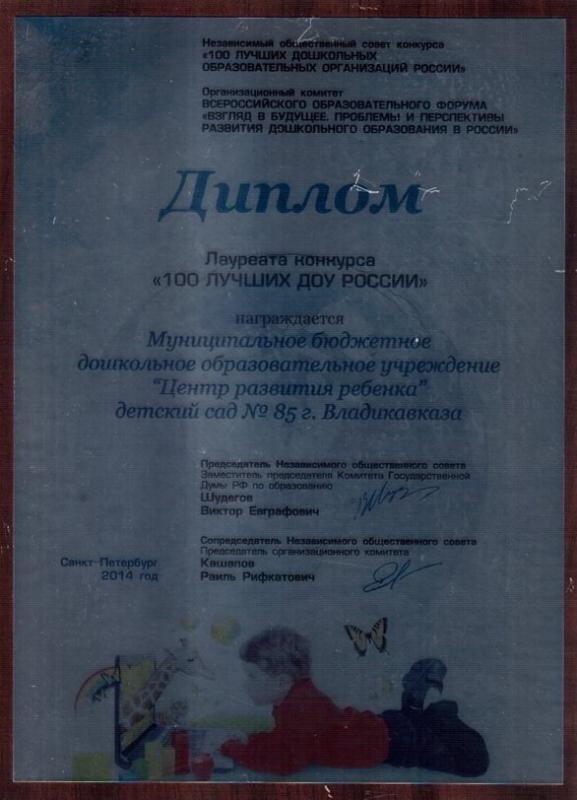 Независимый общественный совет конкурса
«100 ЛУЧШИХ ДОШКОЛЬНЫХ
ОБРАЗОВАТЕЛЬНЫХ ОРГАНИЗАЦИЙ РОССИИ»
Организационный комитет
ВСЕРОССИЙСКОГО ОБРАЗОВАТЕЛЬНОГО ФОРУМА
«ВЗГЛЯД В БУДУЩЕЕ. ПРОБЛЕМЫ И ПЕРСПЕКТИВЫ
РАЗВИТИЯ ДОШКОЛЬНОГО ОБРАЗОВАНИЯ В РОССИИ»
Диплом
Лауреата конкурса
«100 ЛУЧШИХ ДОУ РОССИИ»
награждается
Муниципальное бюджетное
дошкольное образовательное учреждение
"Центр развития ребенка"
детский сад № 85 г. Владикавказа
Председатель Независимого общественного совета
Заместитель председателя Комитета Государственной
Думы РФ по образованию
Шудегов
Виктор Евграфович
Сопредседатель Независимого общественного совета
Председатель организационного комитета
Кашапов
Раиль Рифкатович
Санкт-Петербург
2014 год